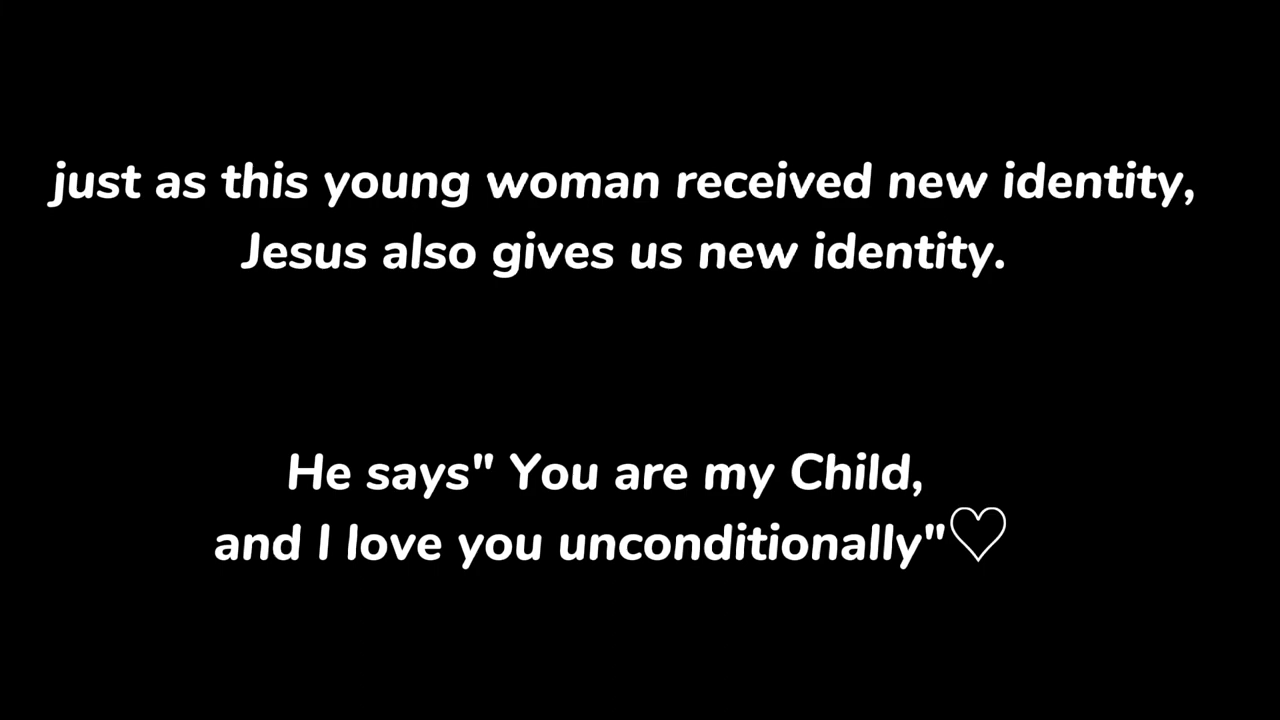 just as this young woman received new identity,
Jesus also gives us new identity.
He says" You are my Child,
and I love you unconditionally"♡